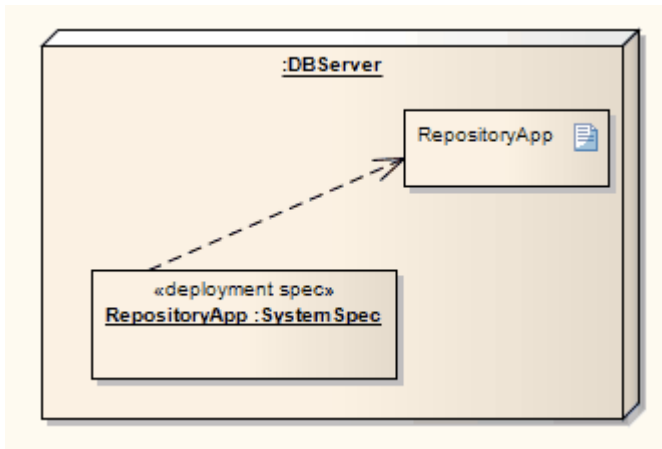 :DBServer
RepositoryApp
«deployment spec»
RepositoryApp :SystemSpec